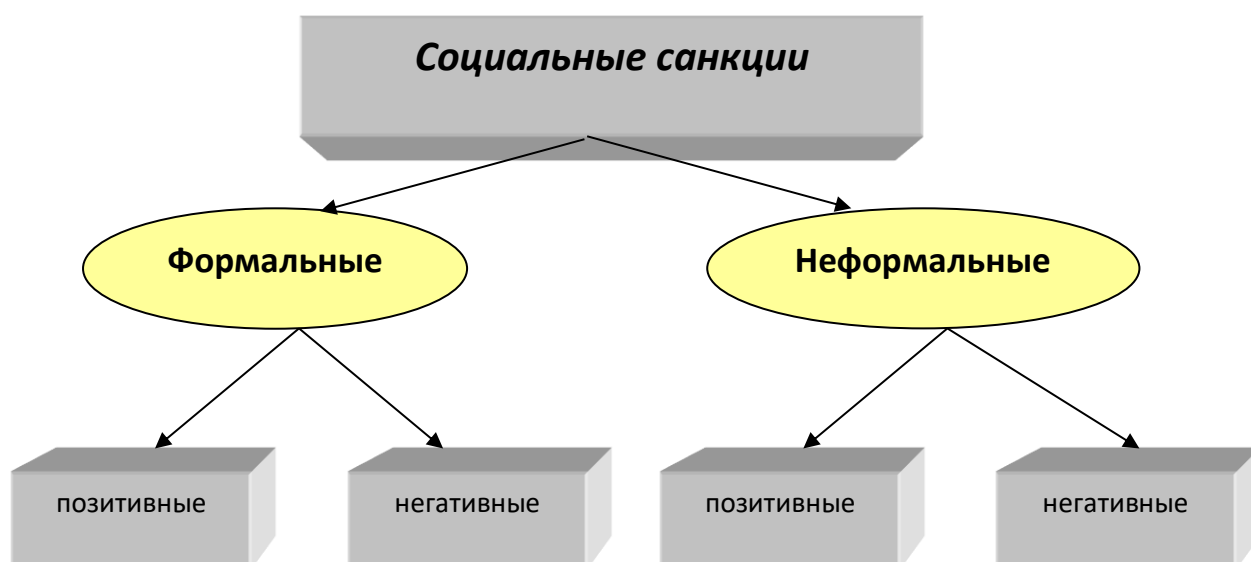 Социальные санкции
Формальные
Неформальные
позитивные
негативные
позитивные
негативные